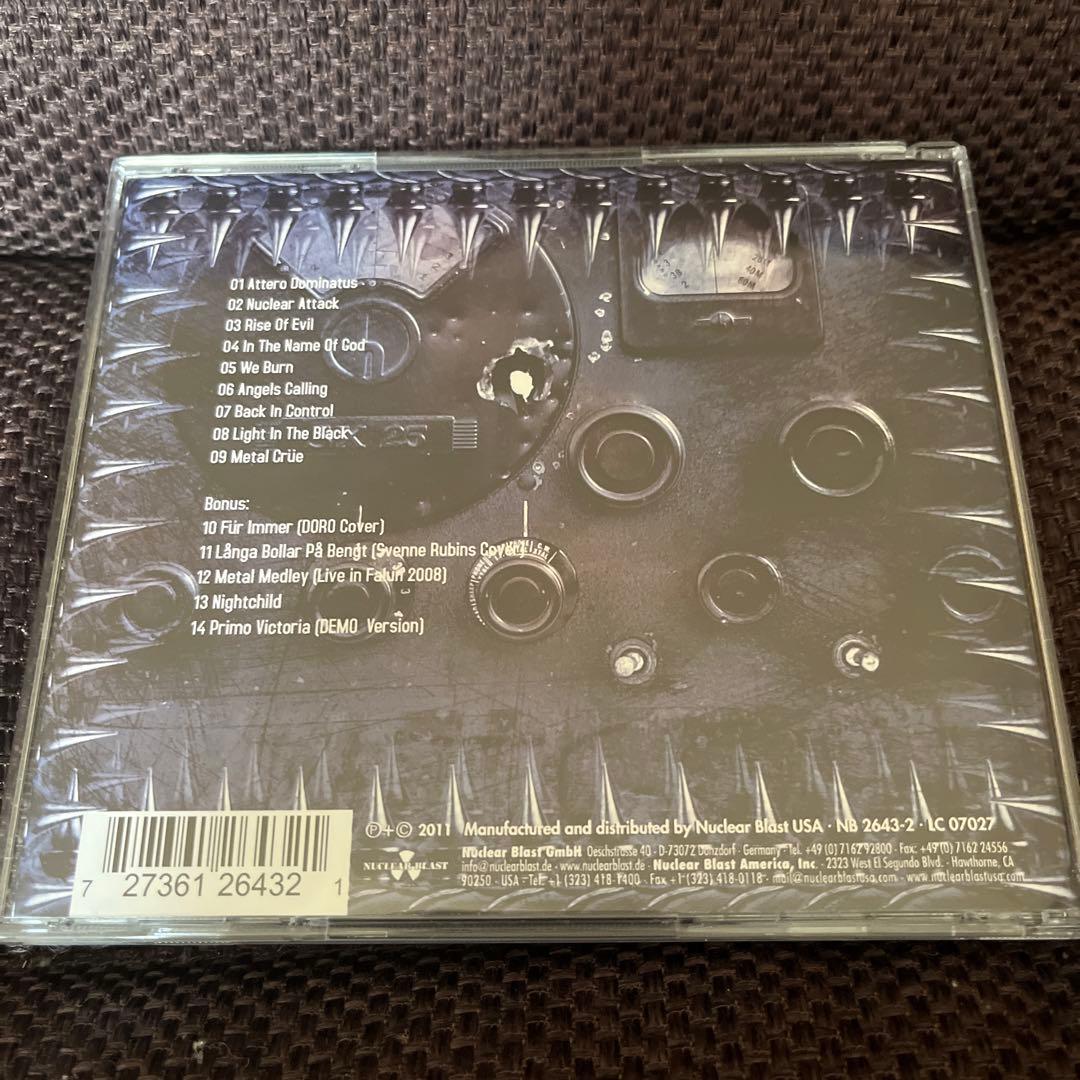 20M
40M
80M
38
2
01 Attero Dominatus
02 Nuclear Attack
03 Rise Of Evil
04 In The Name Of God
05 We Burn
06 Angels Calling
07 Back In Control
08 Light In The Black
09 Metal Crüe
25
Bonus:
10 Für Immer (DORO Cover)
11 Långa Bollar På Bengt (Svenne Rubins Cover)
12 Metal Medley (Live in Falun 2008)
13 Nightchild
14 Primo Victoria (DEMO Version)
℗+© 2011 Manufactured and distributed by Nuclear Blast USA · NB 2643-2 · LC 07027
NUCLEAR BLAST
Nuclear Blast GmbH Oeschstrasse 40 · D-73072 Donzdorf · Germany · Tel. +49 (0) 7162 92800 · Fax: +49 (0) 7162 24556
info@nuclearblast.de · www.nuclearblast.de · Nuclear Blast America, Inc. · 2323 West El Segundo Blvd. · Hawthorne, CA
90250 - USA - Tel. +1 (323) 418-1400 · Fax +1 (323) 418-0118 · mail@nuclearblastusa.com · www.nuclearblastusa.com
7 27361 26432 1